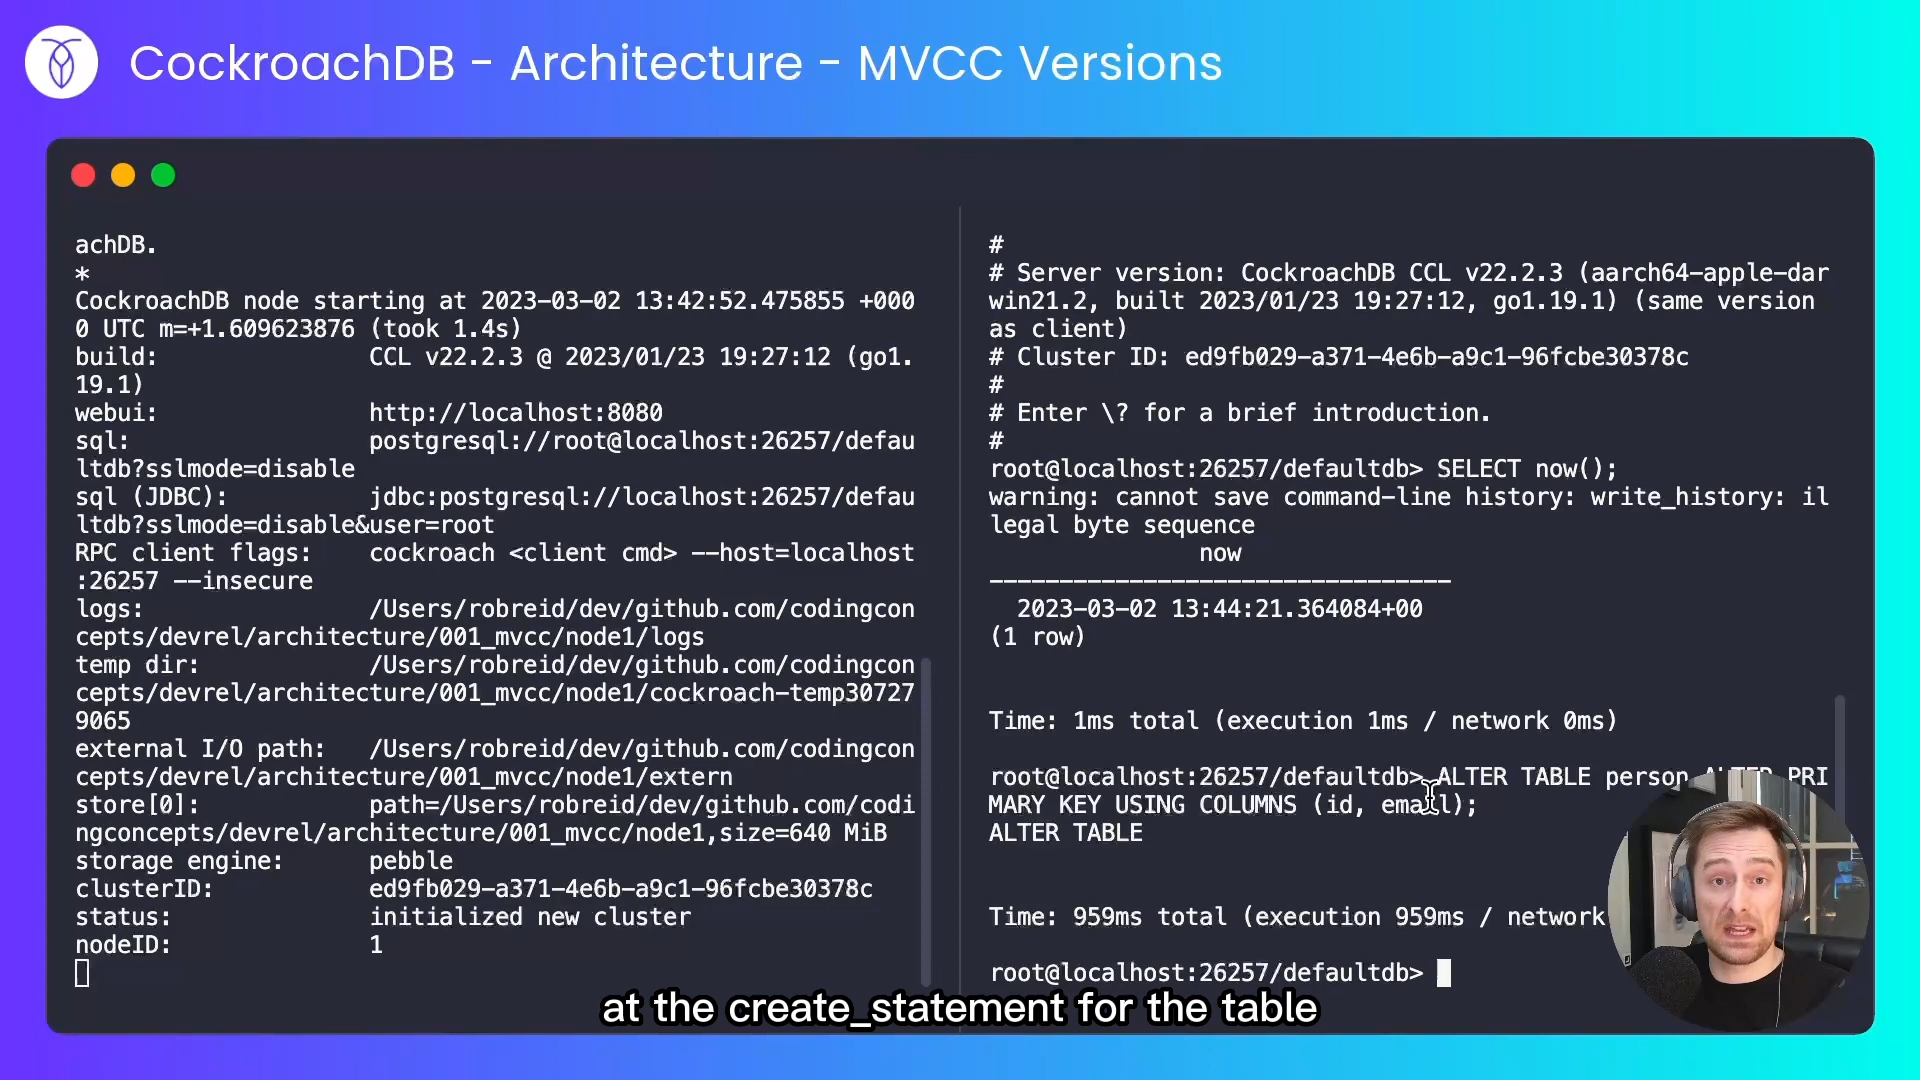 CockroachDB - Architecture - MVCC Versions
achDB.
*
CockroachDB node starting at 2023-03-02 13:42:52.475855 +000
0 UTC m=+1.609623876 (took 1.4s)
build: CCL v22.2.3 @ 2023/01/23 19:27:12 (go1.
19.1)
webui: http://localhost:8080
sql: postgresql://root@localhost:26257/defau
ltdb?sslmode=disable
sql (JDBC): jdbc:postgresql://localhost:26257/defau
ltdb?sslmode=disable&user=root
RPC client flags: cockroach <client cmd> --host=localhost
:26257 --insecure
logs: /Users/robreid/dev/github.com/codingcon
cepts/devrel/architecture/001_mvcc/node1/logs
temp dir: /Users/robreid/dev/github.com/codingcon
cepts/devrel/architecture/001_mvcc/node1/cockroach-temp30727
9065
external I/O path: /Users/robreid/dev/github.com/codingcon
cepts/devrel/architecture/001_mvcc/node1/extern
store[0]: path=/Users/robreid/dev/github.com/codi
ngconcepts/devrel/architecture/001_mvcc/node1,size=640 MiB
storage engine: pebble
clusterID: ed9fb029-a371-4e6b-a9c1-96fcbe30378c
status: initialized new cluster
nodeID: 1
#
# Server version: CockroachDB CCL v22.2.3 (aarch64-apple-dar
win21.2, built 2023/01/23 19:27:12, go1.19.1) (same version
as client)
# Cluster ID: ed9fb029-a371-4e6b-a9c1-96fcbe30378c
#
# Enter \? for a brief introduction.
#
root@localhost:26257/defaultdb> SELECT now();
warning: cannot save command-line history: write_history: il
legal byte sequence
now
---------------------------------
2023-03-02 13:44:21.364084+00
(1 row)
Time: 1ms total (execution 1ms / network 0ms)
root@localhost:26257/defaultdb> ALTER TABLE person ALTER PRI
MARY KEY USING COLUMNS (id, email);
ALTER TABLE
Time: 959ms total (execution 959ms / network
root@localhost:26257/defaultdb>
at the create_statement for the table